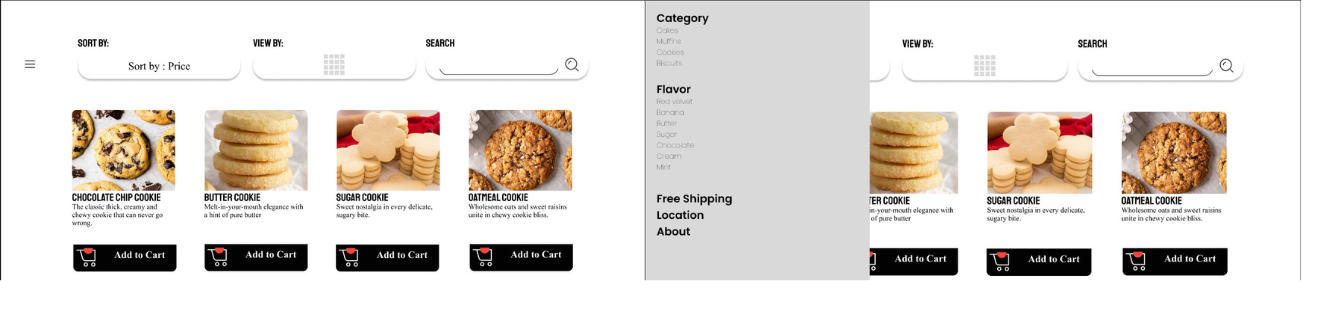 SORT BY:
VIEW BY:
SEARCH
Sort by : Price
CHOCOLATE CHIP COOKIE
The classic thick, creamy and
chewy cookie that can never go
wrong.
Add to Cart
BUTTER COOKIE
Melt-in-your-mouth elegance with
a hint of pure butter
Add to Cart
SUGAR COOKIE
Sweet nostalgia in every delicate,
sugary bite.
Add to Cart
OATMEAL COOKIE
Wholesome oats and sweet raisins
unite in chewy cookie bliss.
Add to Cart
Category
Cakes
Muffins
Cookies
Biscuits
Flavor
Red velvet
Banana
Butter
Sugar
Chocolate
Cream
Mint
Free Shipping
Location
About
VIEW BY:
SEARCH
TER COOKIE
in-your-mouth elegance with
of pure butter
Add to Cart
SUGAR COOKIE
Sweet nostalgia in every delicate,
sugary bite.
Add to Cart
OATMEAL COOKIE
Wholesome oats and sweet raisins
unite in chewy cookie bliss.
Add to Cart